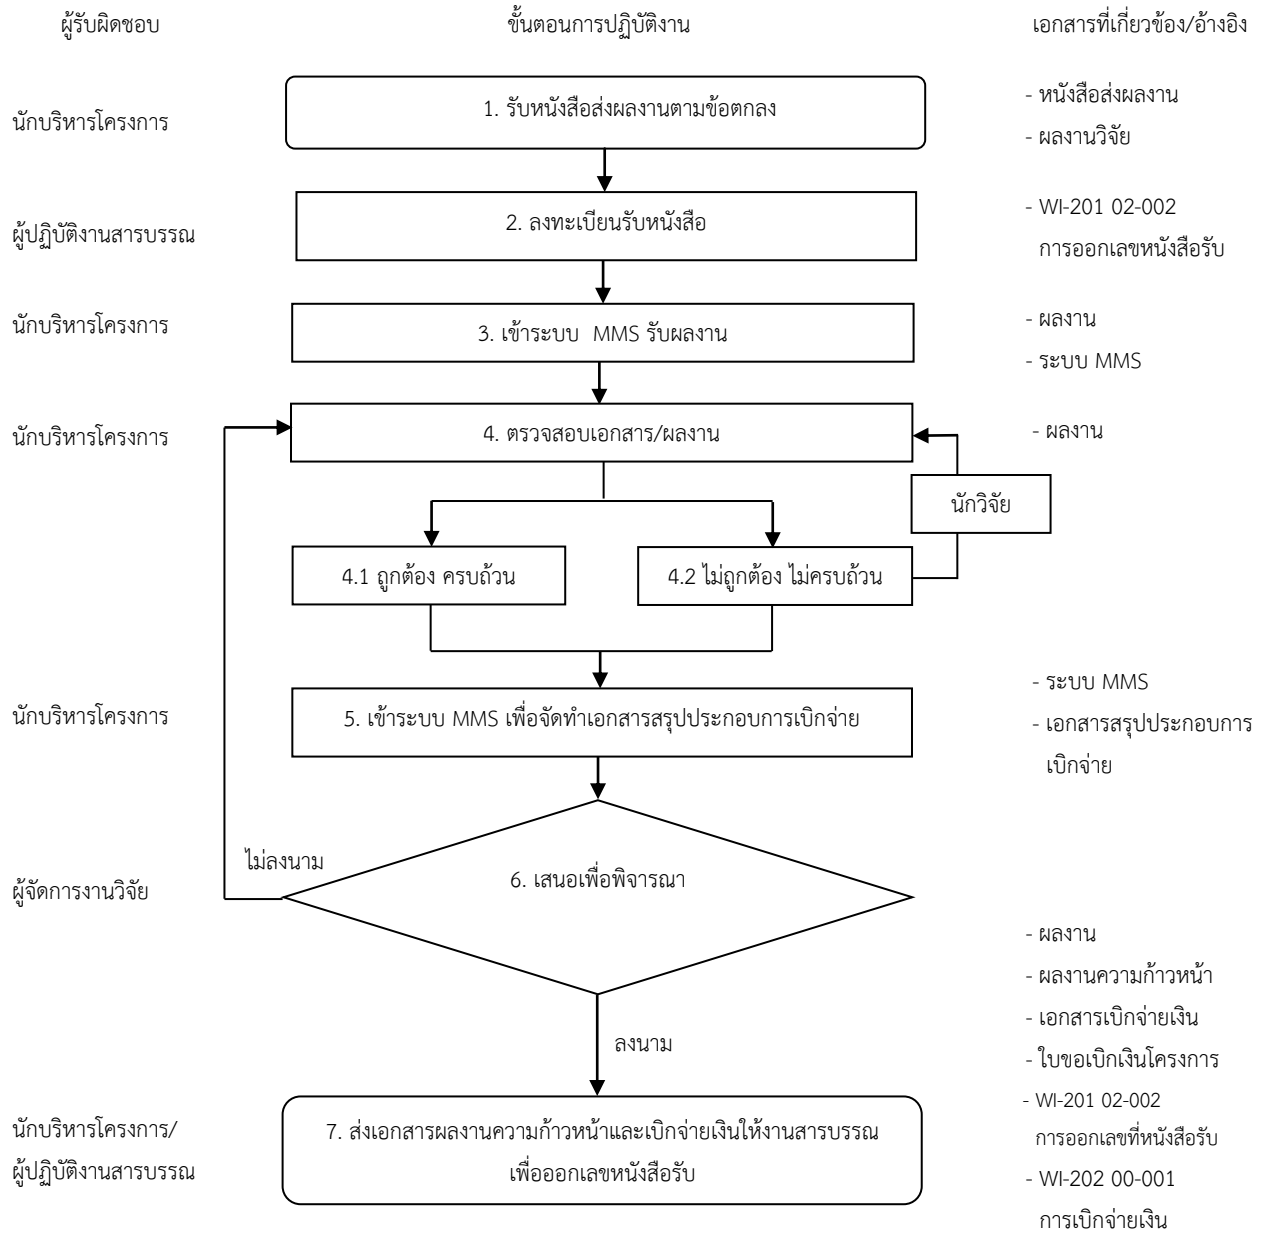 ผู้รับผิดชอบ
ขั้นตอนการปฏิบัติงาน
เอกสารที่เกี่ยวข้อง/อ้างอิง
นักบริหารโครงการ
1. รับหนังสือส่งผลงานตามข้อตกลง
- หนังสือส่งผลงาน
- ผลงานวิจัย
ผู้ปฏิบัติงานสารบรรณ
2. ลงทะเบียนรับหนังสือ
- WI-201 02-002
การออกเลขหนังสือรับ
นักบริหารโครงการ
3. เข้าระบบ MMS รับผลงาน
- ผลงาน
- ระบบ MMS
นักบริหารโครงการ
4. ตรวจสอบเอกสาร/ผลงาน
- ผลงาน
นักวิจัย
4.1 ถูกต้อง ครบถ้วน
4.2 ไม่ถูกต้อง ไม่ครบถ้วน
นักบริหารโครงการ
5. เข้าระบบ MMS เพื่อจัดทำเอกสารสรุปประกอบการเบิกจ่าย
- ระบบ MMS
- เอกสารสรุปประกอบการ
เบิกจ่าย
ไม่ลงนาม
ผู้จัดการงานวิจัย
6. เสนอเพื่อพิจารณา
- ผลงาน
- ผลงานความก้าวหน้า
- เอกสารเบิกจ่ายเงิน
- ใบขอเบิกเงินโครงการ
ลงนาม
- WI-201 02-002
การออกเลขที่หนังสือรับ
นักบริหารโครงการ/
ผู้ปฏิบัติงานสารบรรณ
7. ส่งเอกสารผลงานความก้าวหน้าและเบิกจ่ายเงินให้งานสารบรรณ
เพื่อออกเลขหนังสือรับ
- WI-202 00-001
การเบิกจ่ายเงิน